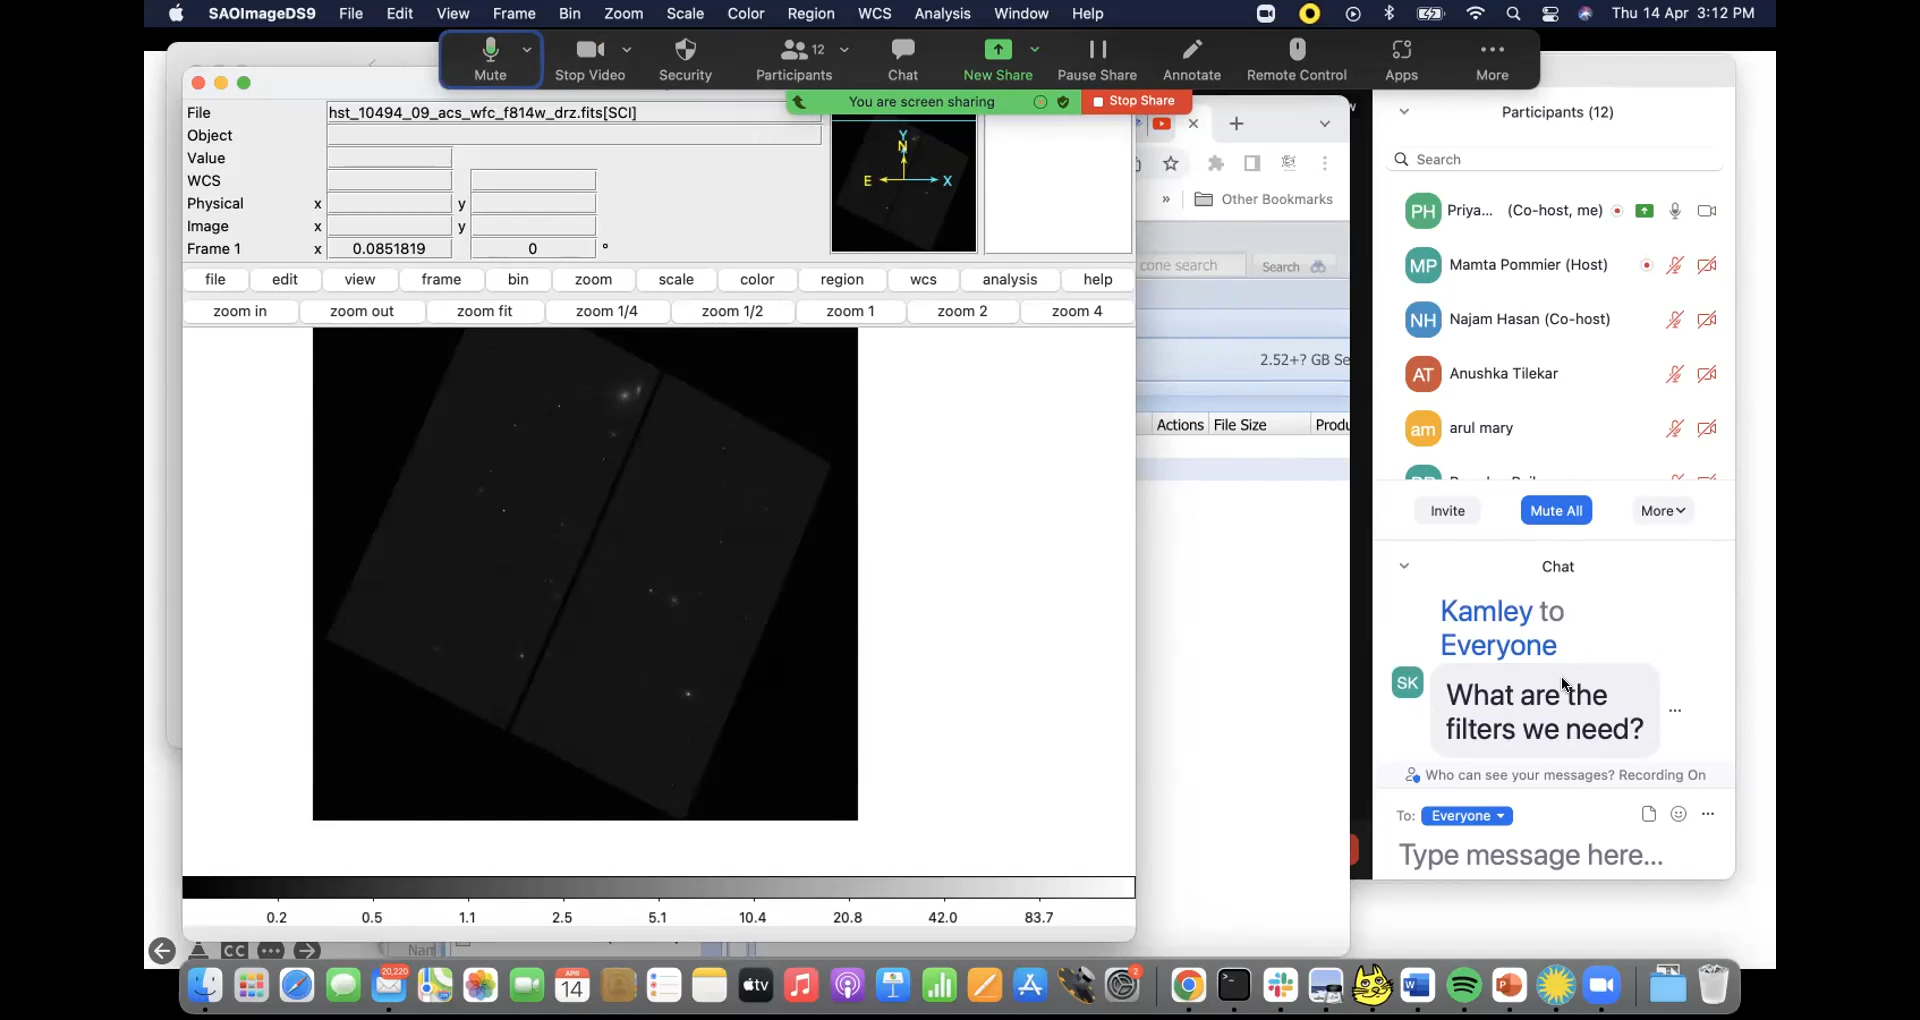 SAOImageDS9 File Edit View Frame Bin Zoom Scale Color Region WCS Analysis Window Help Thu 14 Apr 3:12 PM
Mute Stop Video Security Participants 12 Chat New Share Pause Share Annotate Remote Control Apps More
You are screen sharing Stop Share
File hst_10494_09_acs_wfc_f814w_drz.fits[SCI]
Object
Value
WCS
Physical x y
Image x y
Frame 1 x 0.0851819 0 °
Y
N
E X
file edit view frame bin zoom scale color region wcs analysis help
zoom in zoom out zoom fit zoom 1/4 zoom 1/2 zoom 1 zoom 2 zoom 4
0.2 0.5 1.1 2.5 5.1 10.4 20.8 42.0 83.7
» Other Bookmarks
cone search Search
2.52+? GB Se
Actions File Size Produ
Participants (12)
Search
PH Priya... (Co-host, me)
MP Mamta Pommier (Host)
NH Najam Hasan (Co-host)
AT Anushka Tilekar
am arul mary
Invite Mute All More
Chat
Kamley to
Everyone
SK What are the
filters we need?
Who can see your messages? Recording On
To: Everyone
Type message here...
CC Nam
20,220
APR
14
tv
2